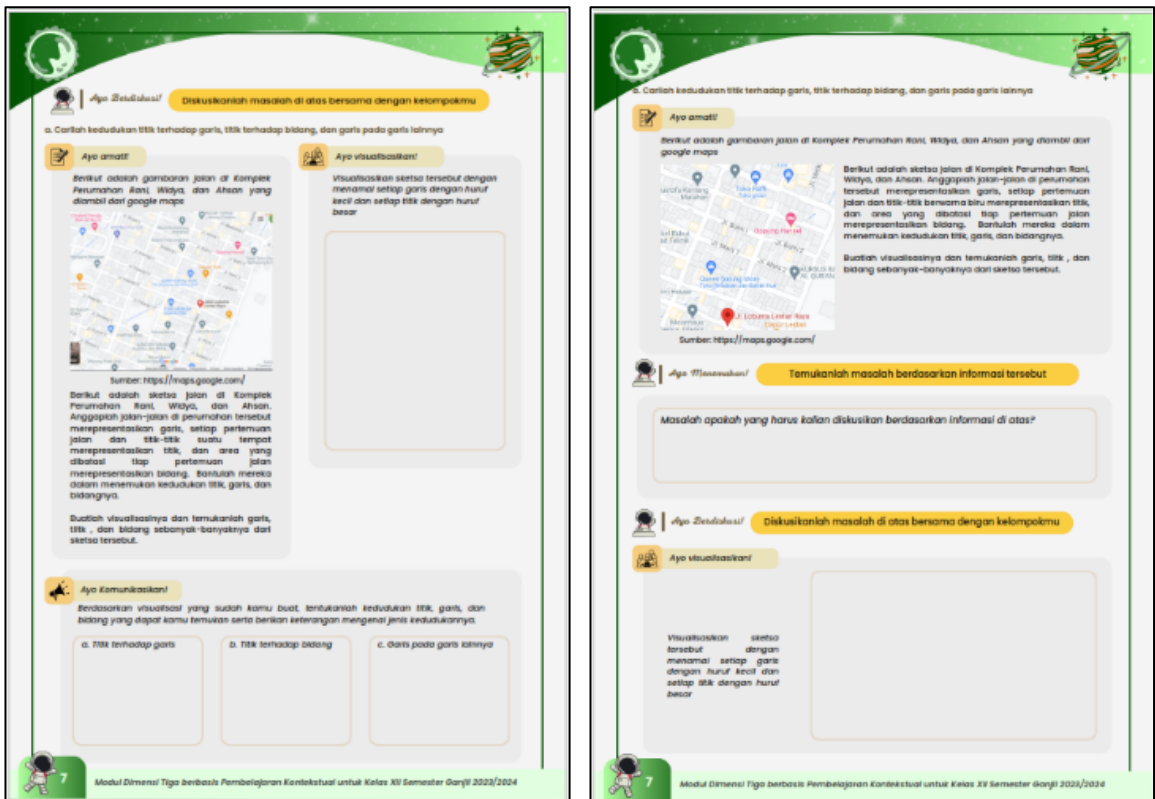 Ayo Berdiskusi!
Diskusikanlah masalah di atas bersama dengan kelompokmu
a. Carilah kedudukan titik terhadap garis, titik terhadap bidang, dan garis pada garis lainnya
Ayo amati!
Berikut adalah gambaran jalan di Komplek
Perumahan Rani, Widya, dan Ahsan yang
diambil dari google maps
Sumber: https://maps.google.com/
Berikut adalah sketsa jalan di Komplek
Perumahan Rani, Widya, dan Ahsan.
Anggaplah jalan-jalan di perumahan tersebut
merepresentasikan garis, setiap pertemuan
jalan dan titik-titik suatu tempat
merepresentasikan titik, dan area yang
dibatasi tiap pertemuan jalan
merepresentasikan bidang. Bantulah mereka
dalam menemukan kedudukan titik, garis, dan
bidangnya.
Buatlah visualisasinya dan temukanlah garis,
titik , dan bidang sebanyak-banyaknya dari
sketsa tersebut.
Ayo visualisasikan!
Visualisasikan sketsa tersebut dengan
menamai setiap garis dengan huruf
kecil dan setiap titik dengan huruf
besar
Ayo Komunikasikan!
Berdasarkan visualisasi yang sudah kamu buat, tentukanlah kedudukan titik, garis, dan
bidang yang dapat kamu temukan serta berikan keterangan mengenai jenis kedudukannya.
a. Titik terhadap garis
b. Titik terhadap bidang
c. Garis pada garis lainnya
7
Modul Dimensi Tiga berbasis Pembelajaran Kontekstual untuk Kelas XII Semester Ganjil 2023/2024
a. Carilah kedudukan titik terhadap garis, titik terhadap bidang, dan garis pada garis lainnya
Ayo amati!
Berikut adalah gambaran jalan di Komplek Perumahan Rani, Widya, dan Ahsan yang diambil dari
google maps
Jl. Lobunta Lestari Raya
Sumber: https://maps.google.com/
Berikut adalah sketsa jalan di Komplek Perumahan Rani,
Widya, dan Ahsan. Anggaplah jalan-jalan di perumahan
tersebut merepresentasikan garis, setiap pertemuan
jalan dan titik-titik berwarna biru merepresentasikan titik,
dan area yang dibatasi tiap pertemuan jalan
merepresentasikan bidang. Bantulah mereka dalam
menemukan kedudukan titik, garis, dan bidangnya.
Buatlah visualisasinya dan temukanlah garis, titik , dan
bidang sebanyak-banyaknya dari sketsa tersebut.
Ayo Menemukan!
Temukanlah masalah berdasarkan informasi tersebut
Masalah apakah yang harus kalian diskusikan berdasarkan informasi di atas?
Ayo Berdiskusi!
Diskusikanlah masalah di atas bersama dengan kelompokmu
Ayo visualisasikan!
Visualisasikan sketsa
tersebut dengan
menamai setiap garis
dengan huruf kecil dan
setiap titik dengan huruf
besar
7
Modul Dimensi Tiga berbasis Pembelajaran Kontekstual untuk Kelas XII Semester Ganjil 2023/2024